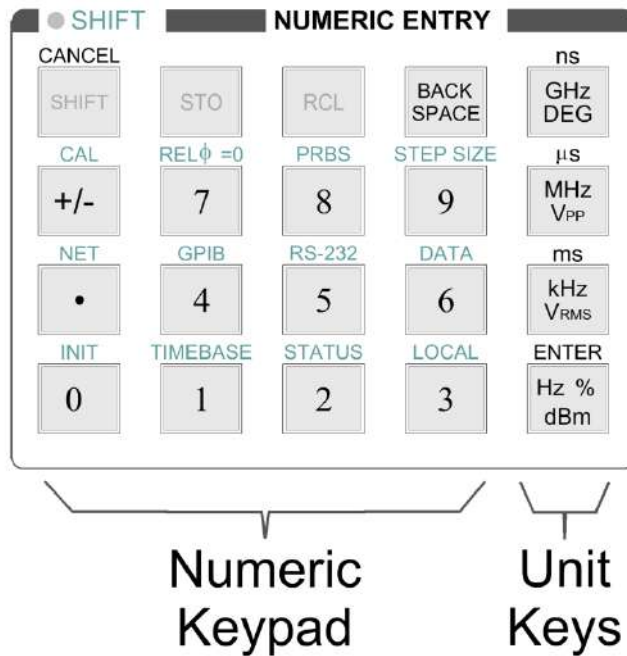 SHIFT NUMERIC ENTRY
CANCEL ns
SHIFT STO RCL BACK SPACE GHz DEG
CAL RELϕ =0 PRBS STEP SIZE μs
+/- 7 8 9 MHz VPP
NET GPIB RS-232 DATA ms
• 4 5 6 kHz VRMS
INIT TIMEBASE STATUS LOCAL ENTER
0 1 2 3 Hz % dBm
Numeric Unit
Keypad Keys